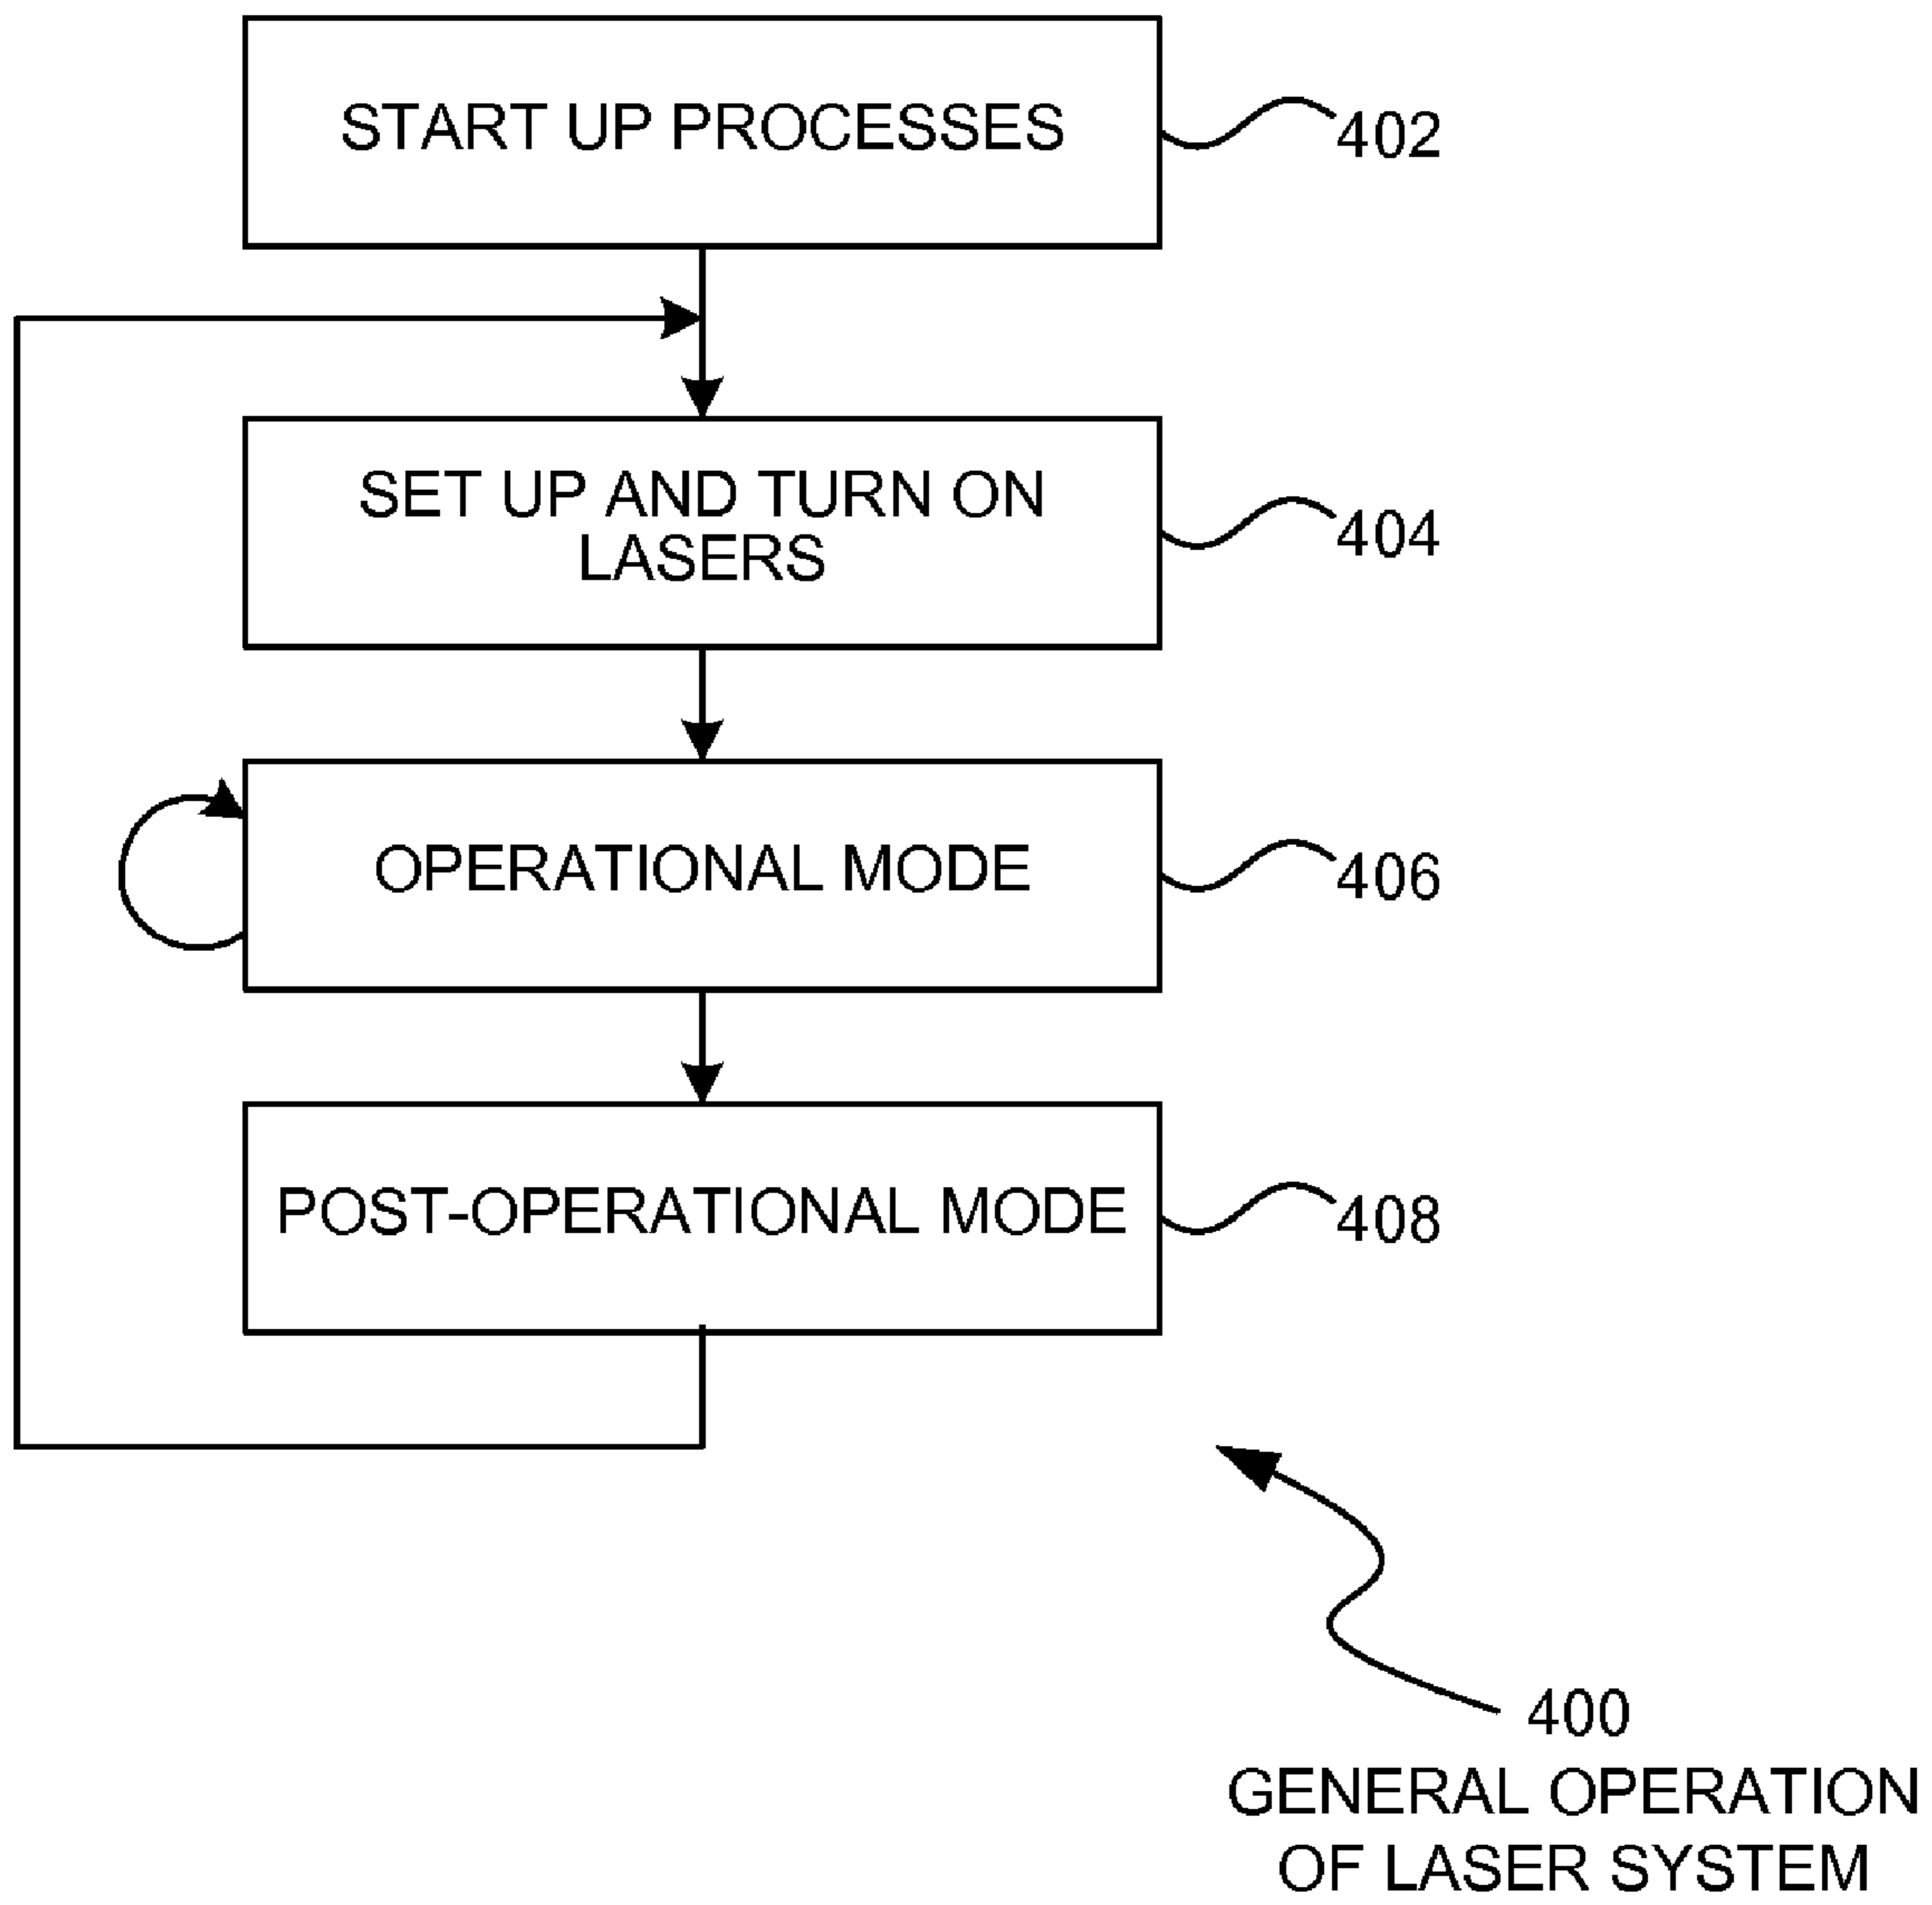 START UP PROCESSES
402
SET UP AND TURN ON
LASERS
404
OPERATIONAL MODE
406
POST-OPERATIONAL MODE
408
400
GENERAL OPERATION
OF LASER SYSTEM